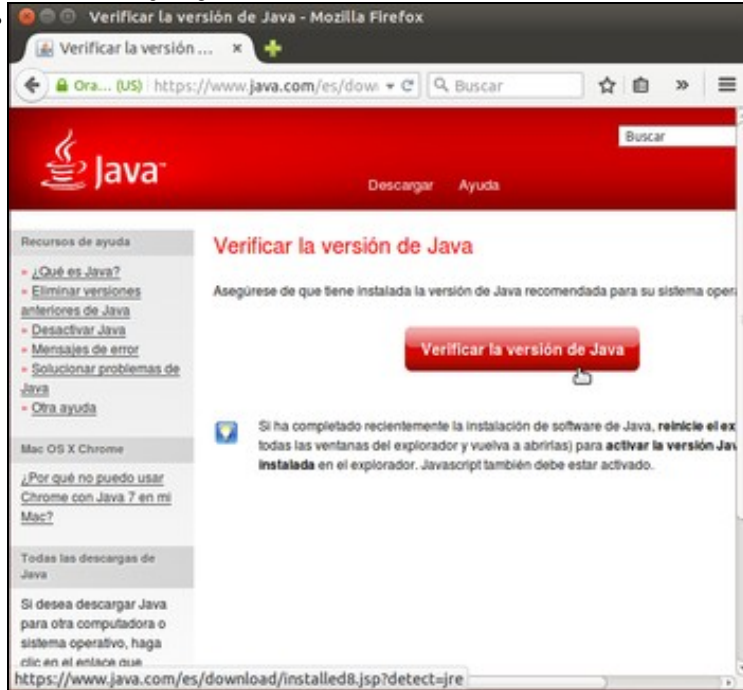 Verificar la versión de Java - Mozilla Firefox
Verificar la versión ...
Ora... (US) https://www.java.com/es/dow Buscar
Buscar
Java™
Descargar Ayuda
Recursos de ayuda
¿Qué es Java?
Eliminar versiones
anteriores de Java
Desactivar Java
Mensajes de error
Solucionar problemas de
Java
Otra ayuda
Mac OS X Chrome
¿Por qué no puedo usar
Chrome con Java 7 en mi
Mac?
Todas las descargas de
Java
Si desea descargar Java
para otra computadora o
sistema operativo, haga
clic en el enlace que
Verificar la versión de Java
Asegúrese de que tiene instalada la versión de Java recomendada para su sistema oper
Verificar la versión de Java
Si ha completado recientemente la instalación de software de Java, reinicie el ex
todas las ventanas del explorador y vuelva a abrirlas) para activar la versión Jav
instalada en el explorador. Javascript también debe estar activado.
https://www.java.com/es/download/installed8.jsp?detect=jre